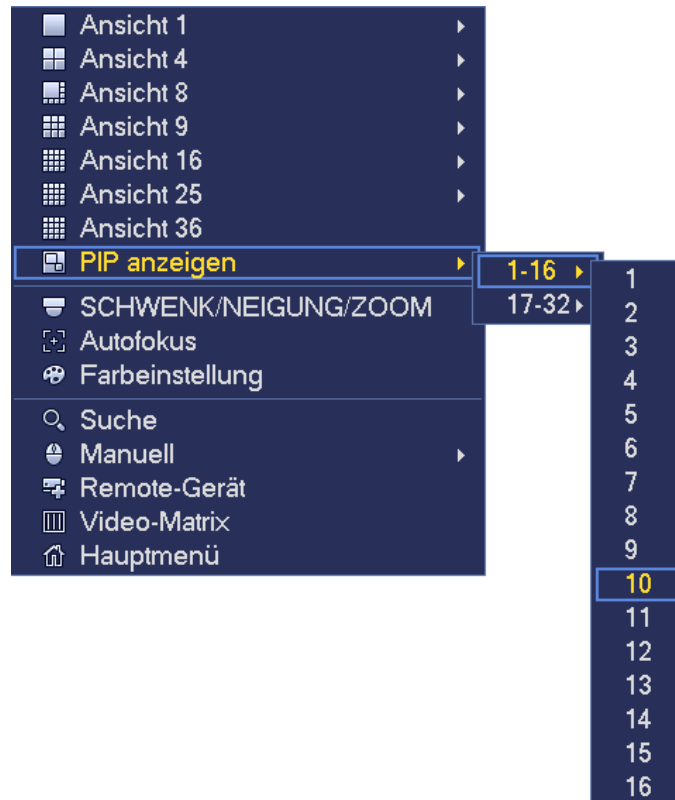 Ansicht 1
Ansicht 4
Ansicht 8
Ansicht 9
Ansicht 16
Ansicht 25
Ansicht 36
PIP anzeigen
SCHWENK/NEIGUNG/ZOOM
Autofokus
Farbeinstellung
Suche
Manuell
Remote-Gerät
Video-Matrix
Hauptmenü
1-16
17-32
1
2
3
4
5
6
7
8
9
10
11
12
13
14
15
16